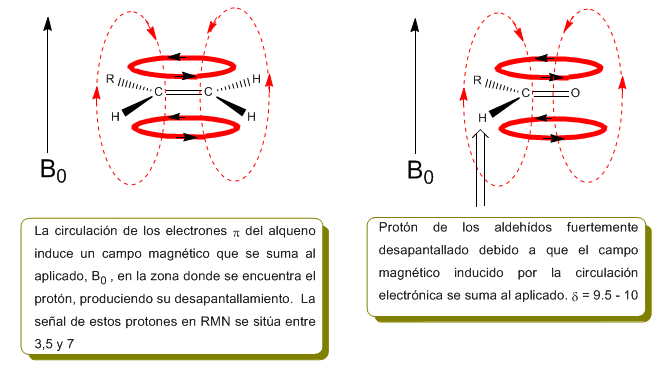 B0
R
H
C
C
H
H
B0
R
H
C
O
La circulación de los electrones π del alqueno
induce un campo magnético que se suma al
aplicado, B0 , en la zona donde se encuentra el
protón, produciendo su desapantallamiento. La
señal de estos protones en RMN se sitúa entre
3,5 y 7
Protón de los aldehídos fuertemente
desapantallado debido a que el campo
magnético inducido por la circulación
electrónica se suma al aplicado. δ = 9.5 - 10